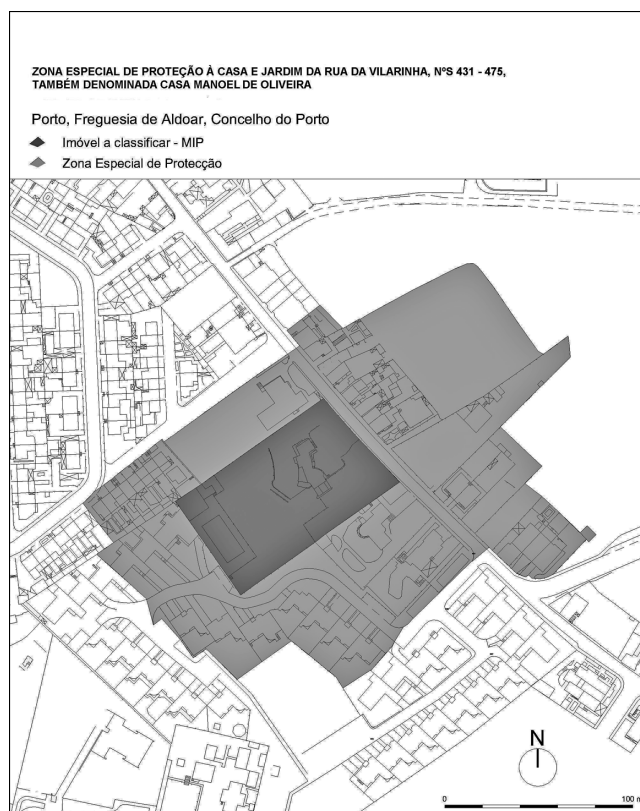 ZONA ESPECIAL DE PROTEÇÃO À CASA E JARDIM DA RUA DA VILARINHA, NºS 431 - 475,
TAMBÉM DENOMINADA CASA MANOEL DE OLIVEIRA
Porto, Freguesia de Aldoar, Concelho do Porto
Imóvel a classificar - MIP
Zona Especial de Protecção
N
0 100 m